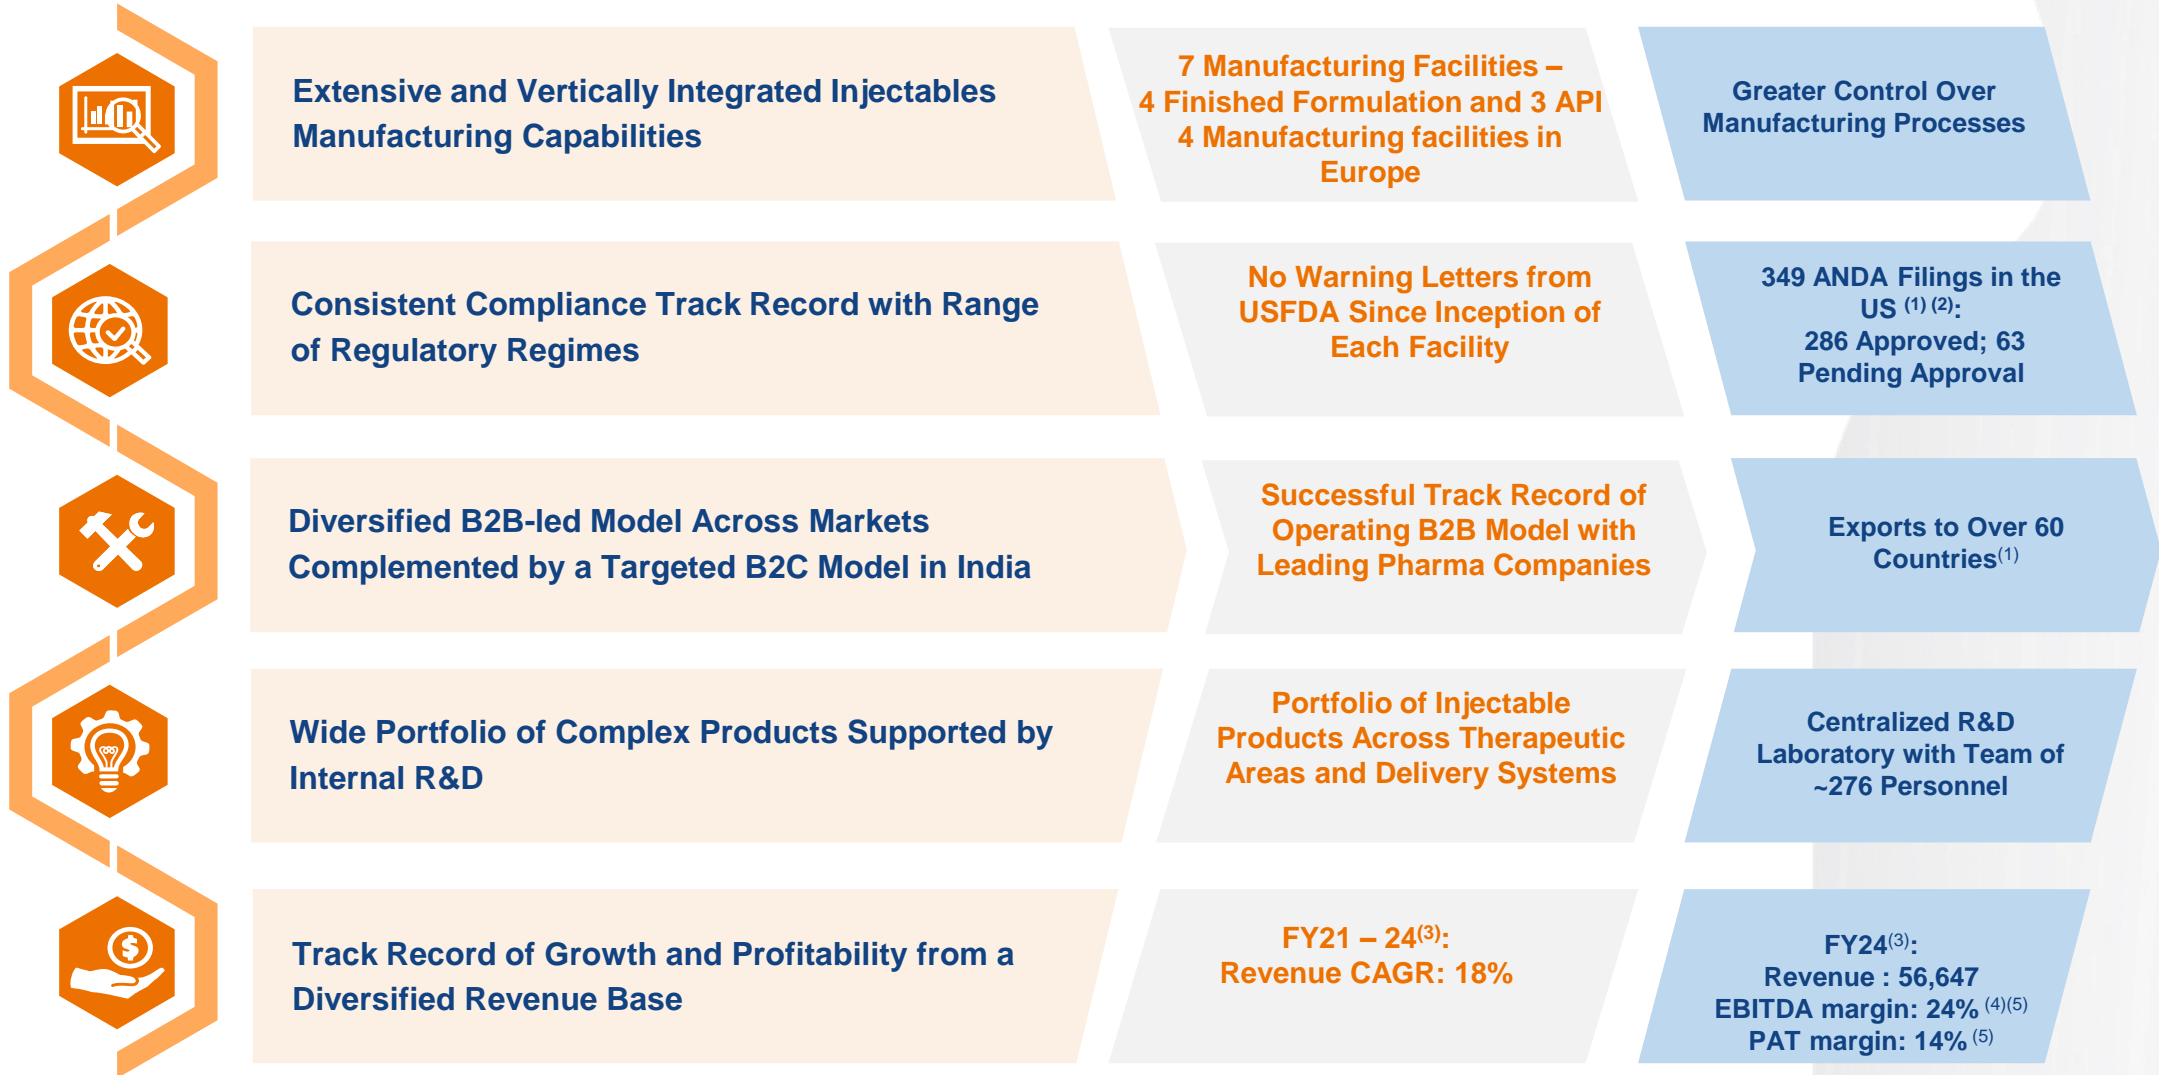 Extensive and Vertically Integrated Injectables
Manufacturing Capabilities
7 Manufacturing Facilities –
4 Finished Formulation and 3 API
4 Manufacturing facilities in
Europe
Greater Control Over
Manufacturing Processes
Consistent Compliance Track Record with Range
of Regulatory Regimes
No Warning Letters from
USFDA Since Inception of
Each Facility
349 ANDA Filings in the
US (1) (2):
286 Approved; 63
Pending Approval
Diversified B2B-led Model Across Markets
Complemented by a Targeted B2C Model in India
Successful Track Record of
Operating B2B Model with
Leading Pharma Companies
Exports to Over 60
Countries(1)
Wide Portfolio of Complex Products Supported by
Internal R&D
Portfolio of Injectable
Products Across Therapeutic
Areas and Delivery Systems
Centralized R&D
Laboratory with Team of
~276 Personnel
Track Record of Growth and Profitability from a
Diversified Revenue Base
FY21 – 24(3):
Revenue CAGR: 18%
FY24(3):
Revenue : 56,647
EBITDA margin: 24% (4)(5)
PAT margin: 14% (5)